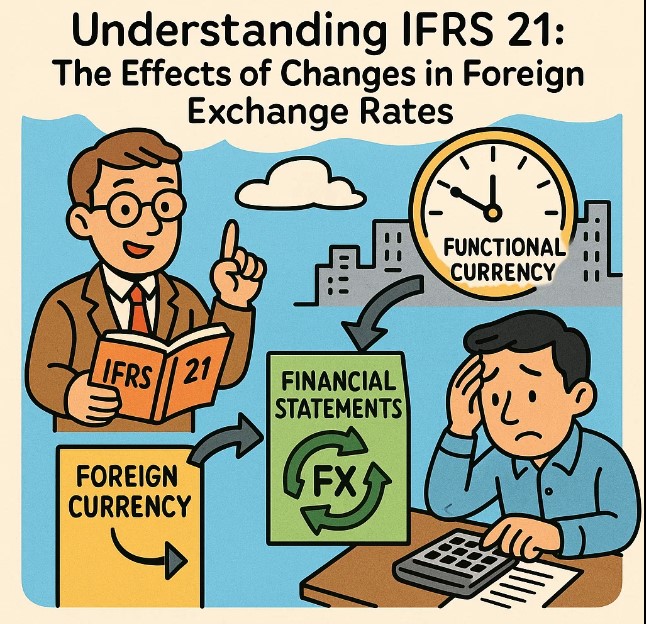 Understanding IFRS 21:
The Effects of Changes in Foreign
Exchange Rates
FUNCTIONAL
CURRENCY
IFRS 21
FINANCIAL
STATEMENTS
FX
FOREIGN
CURRENCY